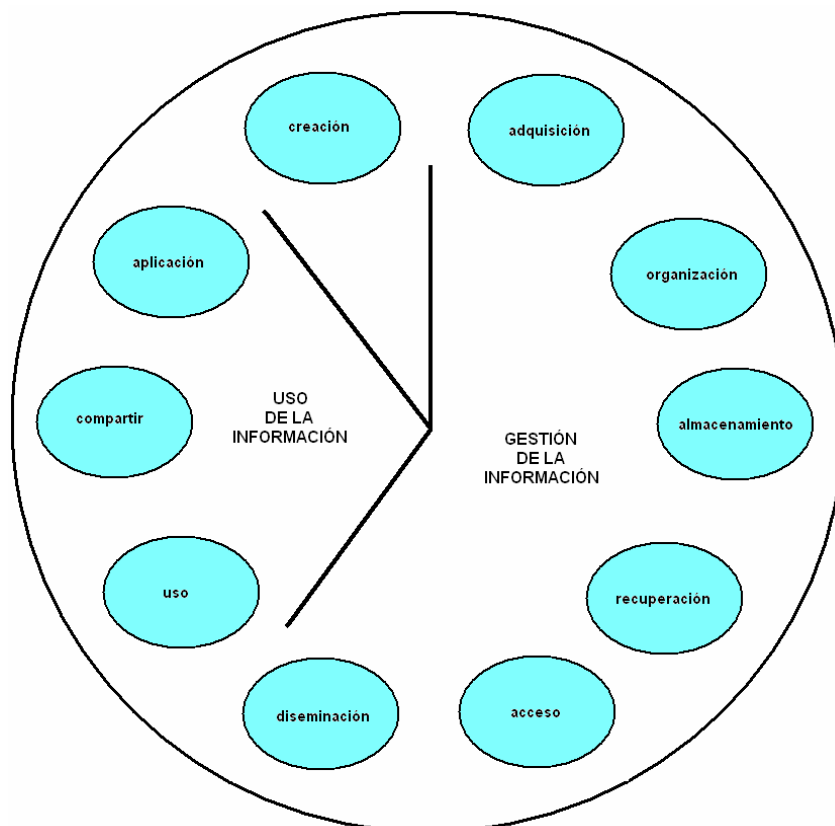 creación
adquisición
aplicación
organización
compartir
USO
DE LA
INFORMACIÓN
GESTIÓN
DE LA
INFORMACIÓN
almacenamiento
uso
recuperación
diseminación
acceso